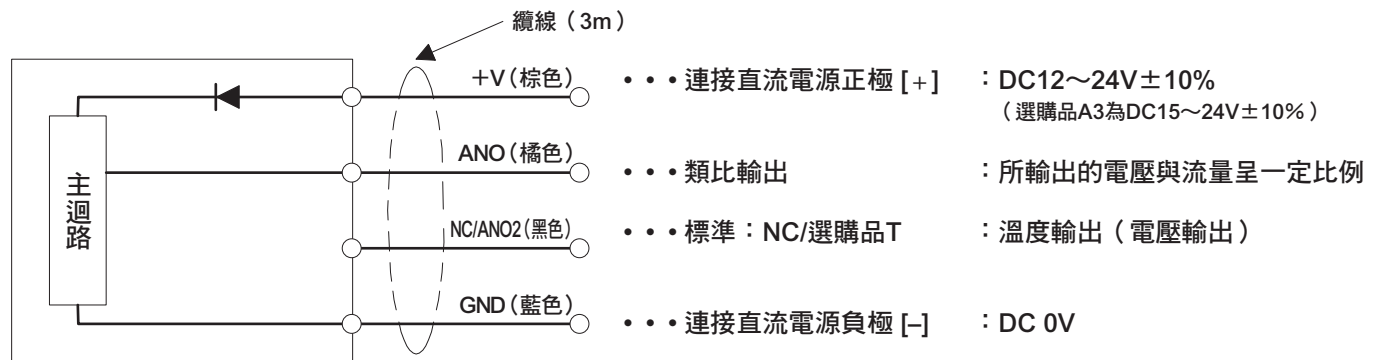 纜線（3m）
+V（棕色）　•••連接直流電源正極 [+]　：DC12～24V±10%
（選購品A3為DC15～24V±10%）
ANO（橘色）　•••類比輸出　：所輸出的電壓與流量呈一定比例
主迴路
NC/ANO2（黑色）　•••標準：NC/選購品T　：溫度輸出（電壓輸出）
GND（藍色）　•••連接直流電源負極 [–]　：DC 0V